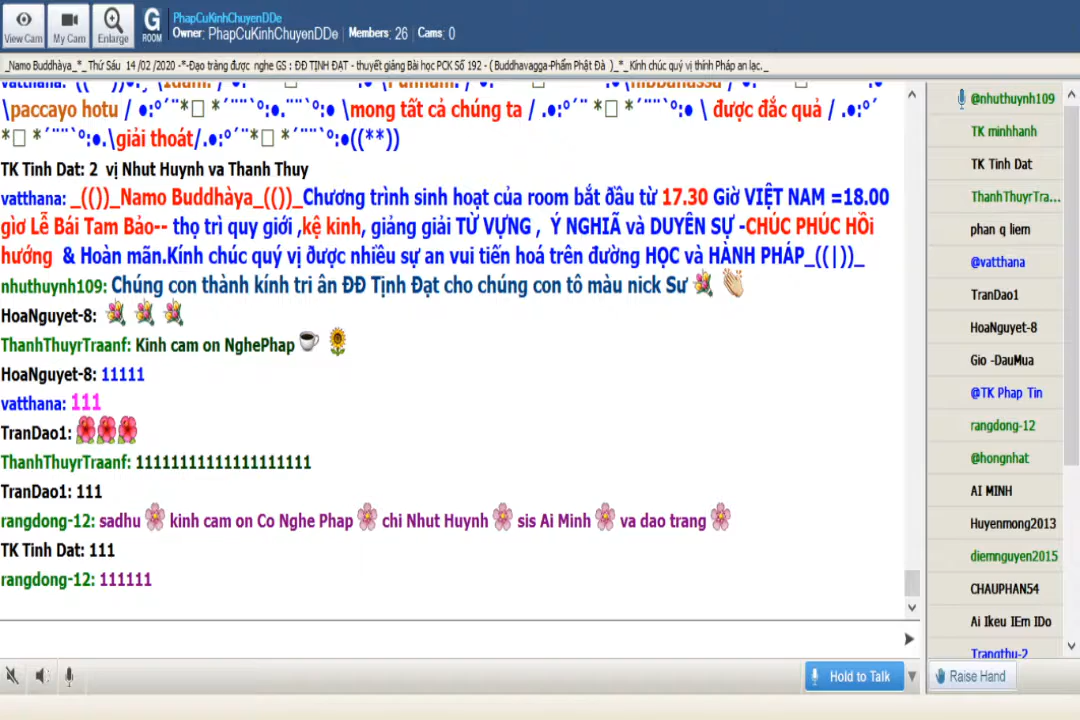 View Cam
My Cam
Enlarge
G
ROOM
PhapCuKinhChuyenDDe
Owner: PhapCuKinhChuyenDDe Members: 26 Cams: 0
_Namo Buddhàya_*_ Thứ Sáu 14 /02 /2020 -*-Đạo tràng được nghe GS : ĐĐ TỊNH ĐẠT - thuyết giảng Bài học PCK Số 192 - ( Buddhavagga-Phẩm Phật Đà )_*_ Kính chúc quý vị thính Pháp an lạc._
\paccayo hotu / •:°´¨*□ *´¨¨`°:•.¨¨`°:• \mong tất cả chúng ta / .•:°´¨ *□ *´¨¨`°:• \ được đắc quả / .•:°´
*□ *´¨¨`°:•.\giải thoát/.•:°´¨*□ *´¨¨`°:•((**))
TK Tinh Dat: 2 vị Nhut Huynh va Thanh Thuy
vatthana: _(())_Namo Buddhàya_(())_Chương trình sinh hoạt của room bắt đầu từ 17.30 Giờ VIỆT NAM =18.00
giơ Lễ Bái Tam Bảo-- thọ trì quy giới ,kệ kinh, giảng giải TỪ VỰNG , Ý NGHIÃ và DUYÊN SỰ -CHÚC PHÚC HỒi
hướng & Hoàn mãn.Kính chúc quý vị được nhiều sự an vui tiến hoá trên đường HỌC và HÀNH PHÁP_((|))_
nhuthuynh109: Chúng con thành kính tri ân ĐĐ Tịnh Đạt cho chúng con tô màu nick Sư
HoaNguyet-8:
ThanhThuyrTraanf: Kinh cam on NghePhap
HoaNguyet-8: 11111
vatthana: 111
TranDao1:
ThanhThuyrTraanf: 11111111111111111111
TranDao1: 111
rangdong-12: sadhu kinh cam on Co Nghe Phap chi Nhut Huynh sis Ai Minh va dao trang
TK Tinh Dat: 111
rangdong-12: 111111
@nhuthuynh109
TK minhhanh
TK Tinh Dat
ThanhThuyrTra...
phan q liem
@vatthana
TranDao1
HoaNguyet-8
Gio -DauMua
@TK Phap Tin
rangdong-12
@hongnhat
AI MINH
Huyenmong2013
diemnguyen2015
CHAUPHAN54
Ai Ikeu IEm IDo
Trangthu-2
Hold to Talk
Raise Hand